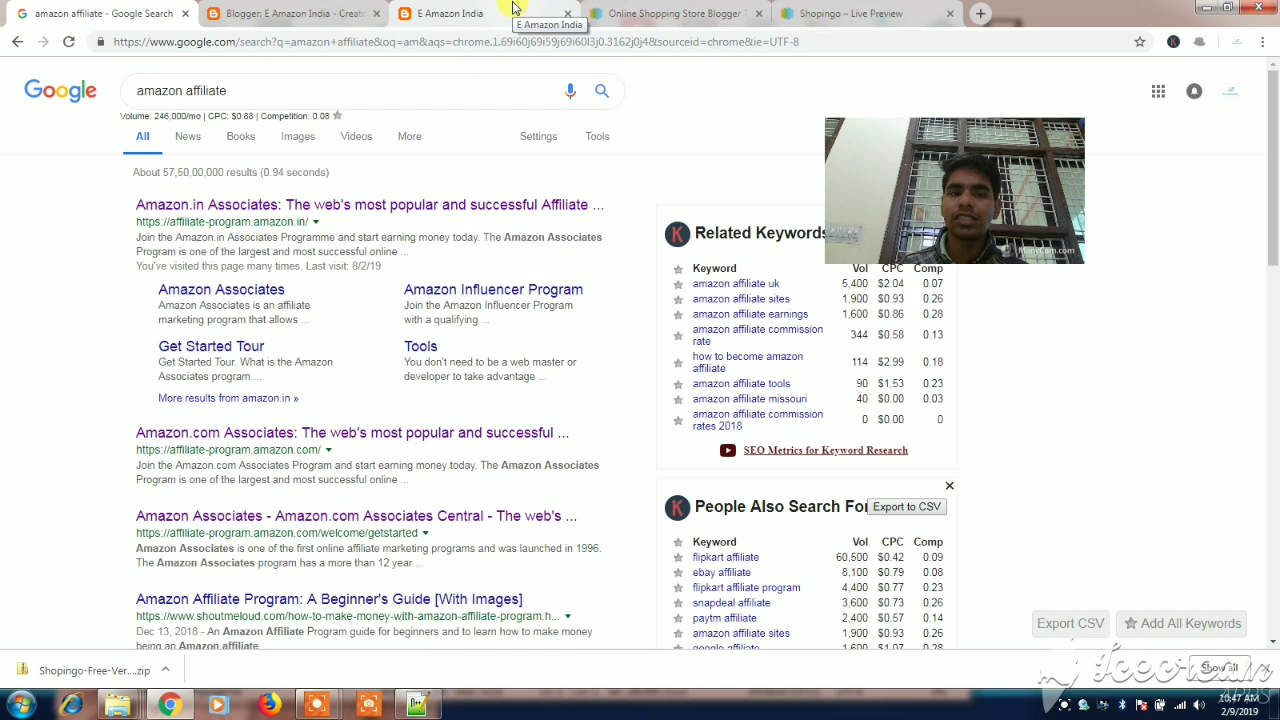 amazon affiliate - Google Search
Blogger: E Amazon India - Create
E Amazon India
Online Shopping Store Blogger T
Shopingo – Live Preview
E Amazon India
https://www.google.com/search?q=amazon+affiliate&oq=am&aqs=chrome.1.69i60j69i59j69i60l3j0.3162j0j4&sourceid=chrome&ie=UTF-8
Google
amazon affiliate
Volume: 246,000/mo | CPC: $0.88 | Competition: 0.08
All News Books Images Videos More Settings Tools
About 57,50,00,000 results (0.94 seconds)
Amazon.in Associates: The web's most popular and successful Affiliate ...
https://affiliate-program.amazon.in/
Join the Amazon.in Associates Programme and start earning money today. The Amazon Associates
Program is one of the largest and most successful online ...
You've visited this page many times. Last visit: 8/2/19
Amazon Associates
Amazon Associates is an affiliate
marketing program that allows ...
Amazon Influencer Program
Join the Amazon Influencer Program
with a qualifying ...
Get Started Tour
Get Started Tour. What is the Amazon
Associates program ...
Tools
You don't need to be a web master or
developer to take advantage ...
More results from amazon.in »
Amazon.com Associates: The web's most popular and successful ...
https://affiliate-program.amazon.com/
Join the Amazon.com Associates Program and start earning money today. The Amazon Associates
Program is one of the largest and most successful online ...
Amazon Associates - Amazon.com Associates Central - The web's ...
https://affiliate-program.amazon.com/welcome/getstarted
Amazon Associates is one of the first online affiliate marketing programs and was launched in 1996.
The Amazon Associates program has a more than 12 year ...
Amazon Affiliate Program: A Beginner's Guide [With Images]
https://www.shoutmeloud.com/how-to-make-money-with-amazon-affiliate-program.h...
Dec 13, 2018 - An Amazon Affiliate Program guide for beginners and to learn how to make money
being an Amazon affiliate
ManyCam.com
K Related Keywords
Keyword Vol CPC Comp
amazon affiliate uk 5,400 $2.04 0.07
amazon affiliate sites 1,900 $0.93 0.26
amazon affiliate earnings 1,600 $0.86 0.28
amazon affiliate commission
rate 344 $0.58 0.13
how to become amazon
affiliate 114 $2.99 0.18
amazon affiliate tools 90 $1.53 0.23
amazon affiliate missouri 40 $0.00 0.03
amazon affiliate commission
rates 2018 0 $0.00 0
SEO Metrics for Keyword Research
K People Also Search For
Export to CSV
Keyword Vol CPC Comp
flipkart affiliate 60,500 $0.42 0.09
ebay affiliate 8,100 $0.79 0.08
flipkart affiliate program 4,400 $0.77 0.23
snapdeal affiliate 3,600 $0.73 0.26
paytm affiliate 2,400 $0.57 0.14
amazon affiliate sites 1,900 $0.93 0.26
google affiliate 1,600 $1.07 0.28
Export CSV
Add All Keywords
Shopingo-Free-Ver....zip
Show all
Icecream
APPS
10:47 AM
2/9/2019